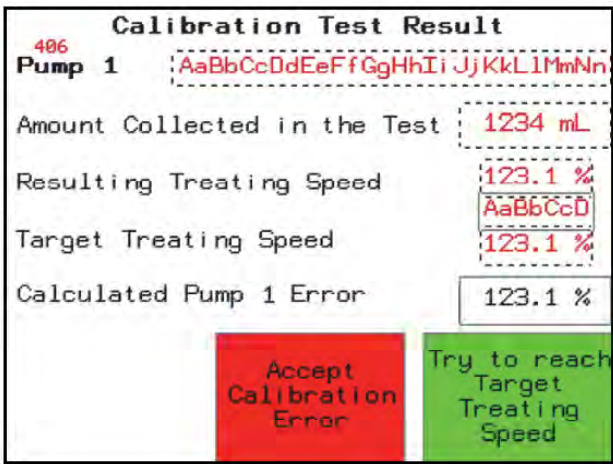 Calibration Test Result
406
Pump 1 AaBbCcDdEeFfGgHhIiJjKkLlMmNn
Amount Collected in the Test 1234 mL
Resulting Treating Speed 123.1 %
AaBbCcD
Target Treating Speed 123.1 %
Calculated Pump 1 Error 123.1 %
Accept
Calibration
Error
Try to reach
Target
Treating
Speed